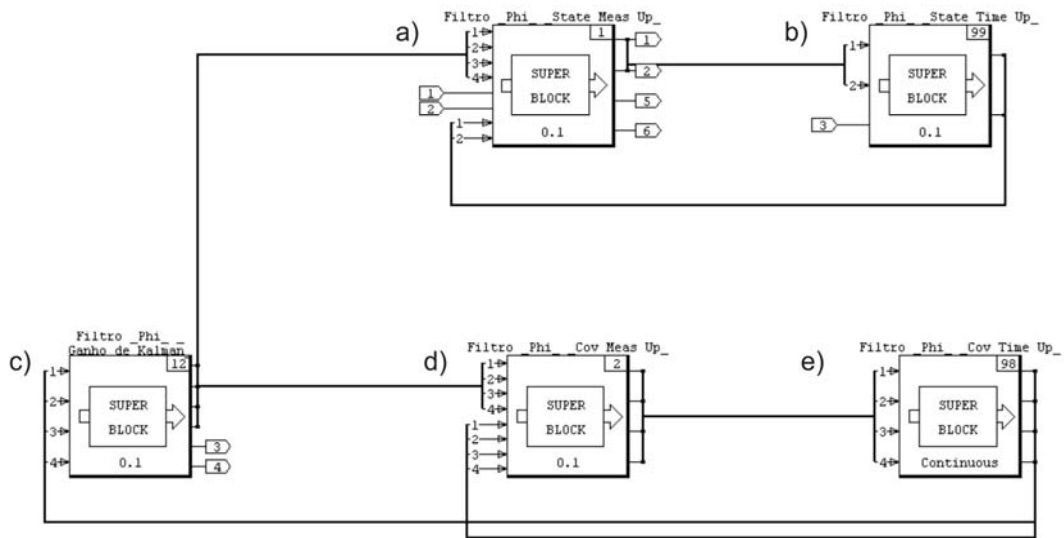 a)
Filtro _Phi_ _State Meas Up_
1
1
2
3
4
1
2
1
2
SUPER
BLOCK
0.1
1
2
5
6
b)
Filtro _Phi_ _State Time Up_
99
1
2
3
SUPER
BLOCK
0.1
c)
Filtro _Phi_ _
Ganho de Kalman
12
1
2
3
4
SUPER
BLOCK
0.1
3
4
d)
Filtro _Phi_ _Cov Meas Up_
2
1
2
3
4
1
2
3
4
SUPER
BLOCK
0.1
e)
Filtro _Phi_ _Cov Time Up_
98
1
2
3
4
SUPER
BLOCK
Continuous